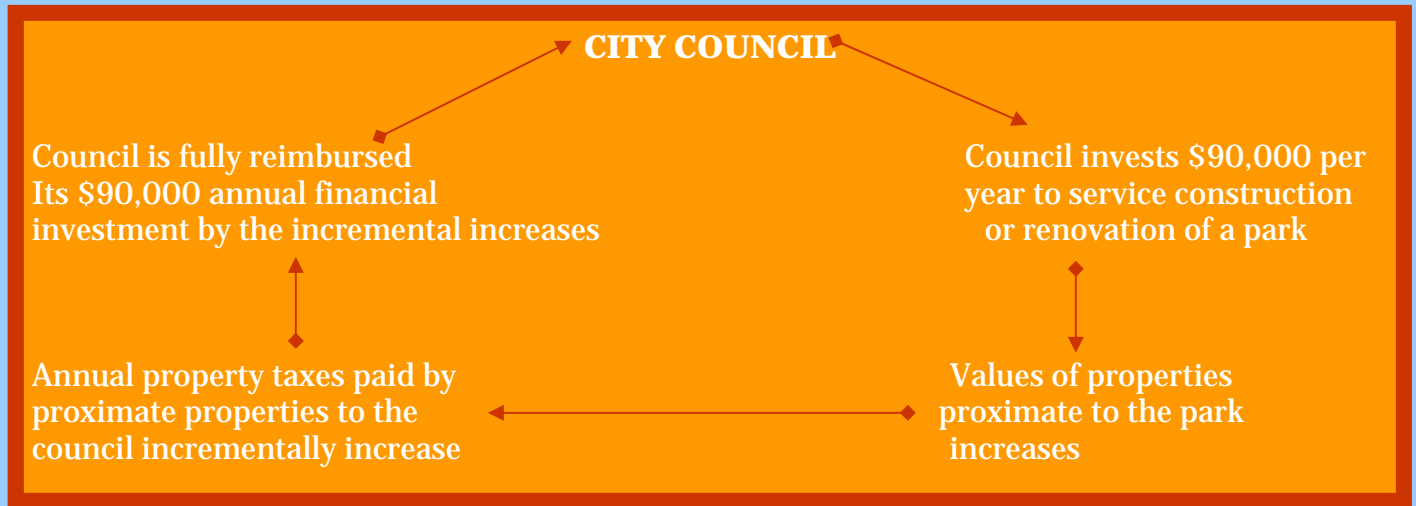 CITY COUNCIL
Council is fully reimbursed
Its $90,000 annual financial
investment by the incremental increases
Council invests $90,000 per
year to service construction
or renovation of a park
Annual property taxes paid by
proximate properties to the
council incrementally increase
Values of properties
proximate to the park
increases